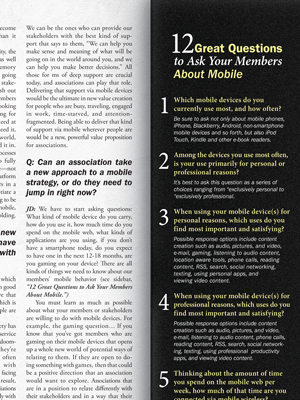 We can be the ones who can provide our
stakeholders with the best kind of sup-
port that says to them, "We can help you
make sense and meaning of what will be
going on in the world around you, and we
can help you make better decisions." All
those for ms of deep support are crucial
today, and associations can play that role.
Delivering that support via mobile devices
would be the ultimate in new value creation
for people who are busy, traveling, engaged
in work, time-starved, and attention-
fragmented. Being able to deliver that kind
of support via mobile wherever people are
would be a new, powerful value proposition
for associations.
Q: Can an association take
a new approach to a mobile
strategy, or do they need to
jump in right now?
JD: We have to start asking questions:
What kind of mobile device do you carry,
how do you use it, how much time do you
spend on the mobile web, what kinds of
applications are you using, if you don't
have a smartphone today, do you expect
to have one in the next 12-18 months, are
you gaming on your device? There are all
kinds of things we need to know about our
members' mobile behavior (see sidebar,
"12 Great Questions to Ask Your Members
About Mobile.")
You must learn as much as possible
about what your members or stakeholders
are willing to do with mobile devices. For
example, the gaming question… If you
know that you've got members who are
gaming on their mobile devices that opens
up a whole new world of potential ways of
relating to them. If they are open to do-
ing something with games, then that could
be a positive direction that an association
would want to explore. Associations that
are in a position to relate differently with
their stakeholders and in a way that their
12 Great Questions
to Ask Your Members
About Mobile
1 Which mobile devices do you
currently use most, and how often?
Be sure to ask not only about mobile phones,
iPhone, Blackberry, Android, non-smartphone
mobile devices and so forth, but also iPod
Touch, Kindle and other e-book readers.
2 Among the devices you use most often,
is your use primarily for personal or
professional reasons?
It's best to ask this question as a series of
choices ranging from "exclusively personal to
"exclusively professional.
3 When using your mobile device(s) for
personal reasons, which uses do you
find most important and satisfying?
Possible response options include content
creation such as audio, pictures, and video,
e-mail, gaming, listening to audio content,
location aware tools, phone calls, reading
content, RSS, search, social networking,
texting, using personal apps, and
viewing video content.
4 When using your mobile device(s) for
professional reasons, which uses do you
find most important and satisfying?
Possible response options include content
creation such as audio, pictures, and video,
e-mail, listening to audio content, phone calls,
reading content, RSS, search, social network-
ing, texting, using professional productivity
apps, and viewing video content.
5 Thinking about the amount of time
you spend on the mobile web per
week, how much of that time are you
connected via mobile wireless?